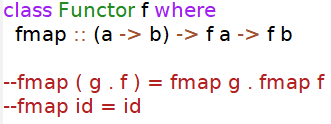 class Functor f where
fmap :: (a -> b) -> f a -> f b
--fmap ( g . f ) = fmap g . fmap f
--fmap id = id